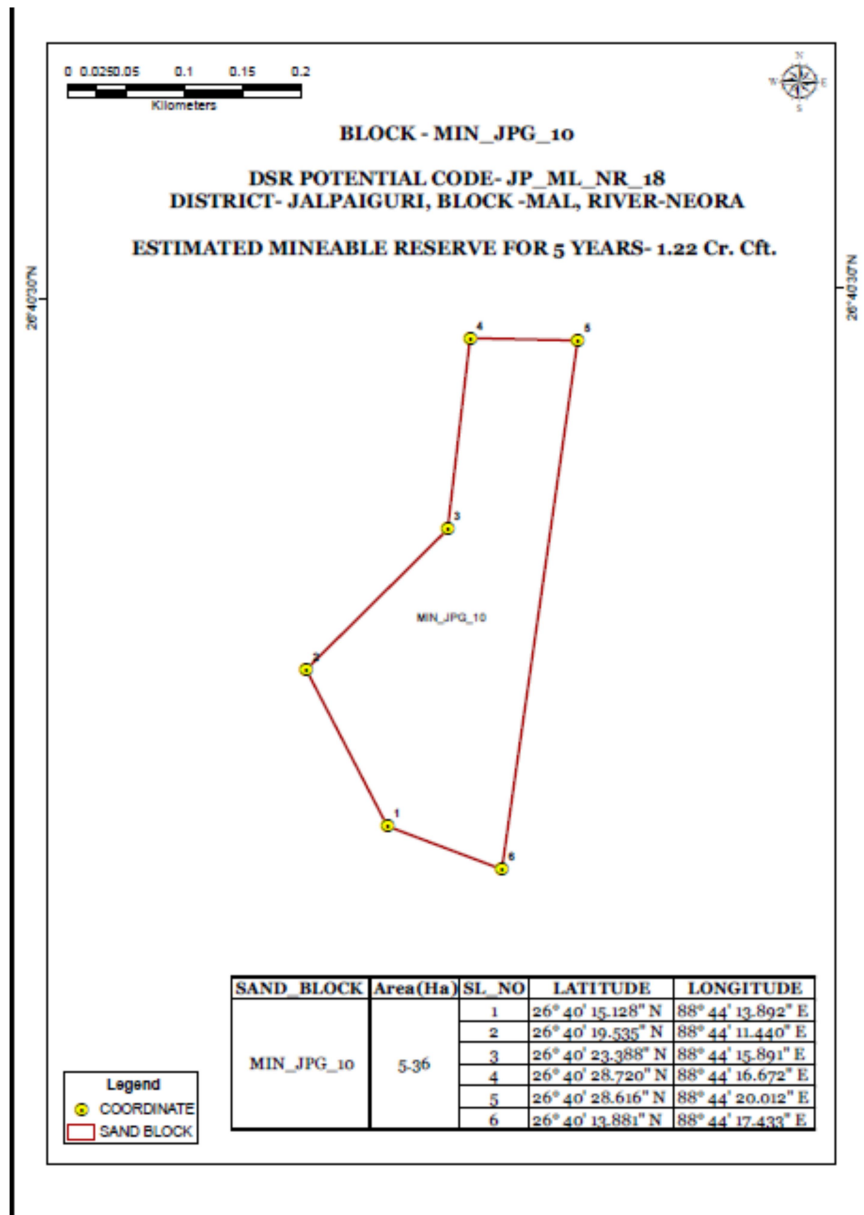 0 0.0250.05 0.1 0.15 0.2
Kilometers
N
W E
S
BLOCK - MIN_JPG_10
DSR POTENTIAL CODE- JP_ML_NR_18
DISTRICT- JALPAIGURI, BLOCK -MAL, RIVER-NEORA
ESTIMATED MINEABLE RESERVE FOR 5 YEARS- 1.22 Cr. Cft.
26°40'30"N
26°40'30"N
4
5
3
MIN_JPG_10
2
1
6
SAND_BLOCK Area(Ha) SL_NO LATITUDE LONGITUDE
1 26° 40' 15.128" N 88° 44' 13.892" E
2 26° 40' 19.535" N 88° 44' 11.440" E
MIN_JPG_10 5.36 3 26° 40' 23.388" N 88° 44' 15.891" E
4 26° 40' 28.720" N 88° 44' 16.672" E
5 26° 40' 28.616" N 88° 44' 20.012" E
6 26° 40' 13.881" N 88° 44' 17.433" E
Legend
COORDINATE
SAND BLOCK